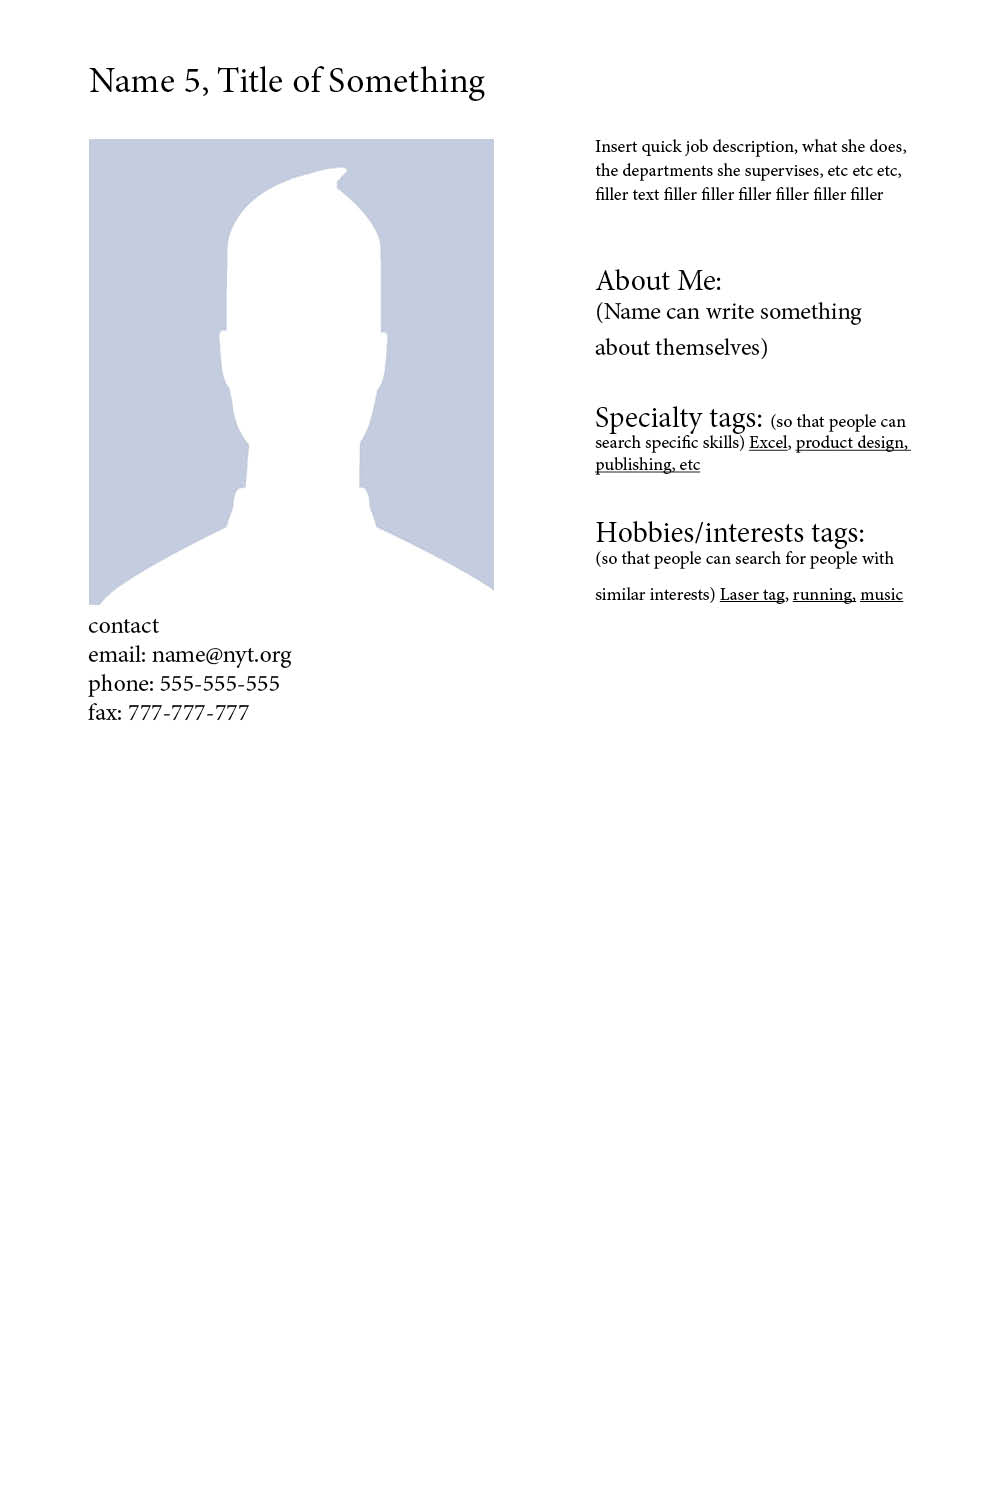 Name 5, Title of Something
Insert quick job description, what she does,
the departments she supervises, etc etc etc,
filler text filler filler filler filler filler filler
About Me:
(Name can write something
about themselves)
Specialty tags: (so that people can
search specific skills) Excel, product design,
publishing, etc
Hobbies/interests tags:
(so that people can search for people with
similar interests) Laser tag, running, music
contact
email: name@nyt.org
phone: 555-555-555
fax: 777-777-777